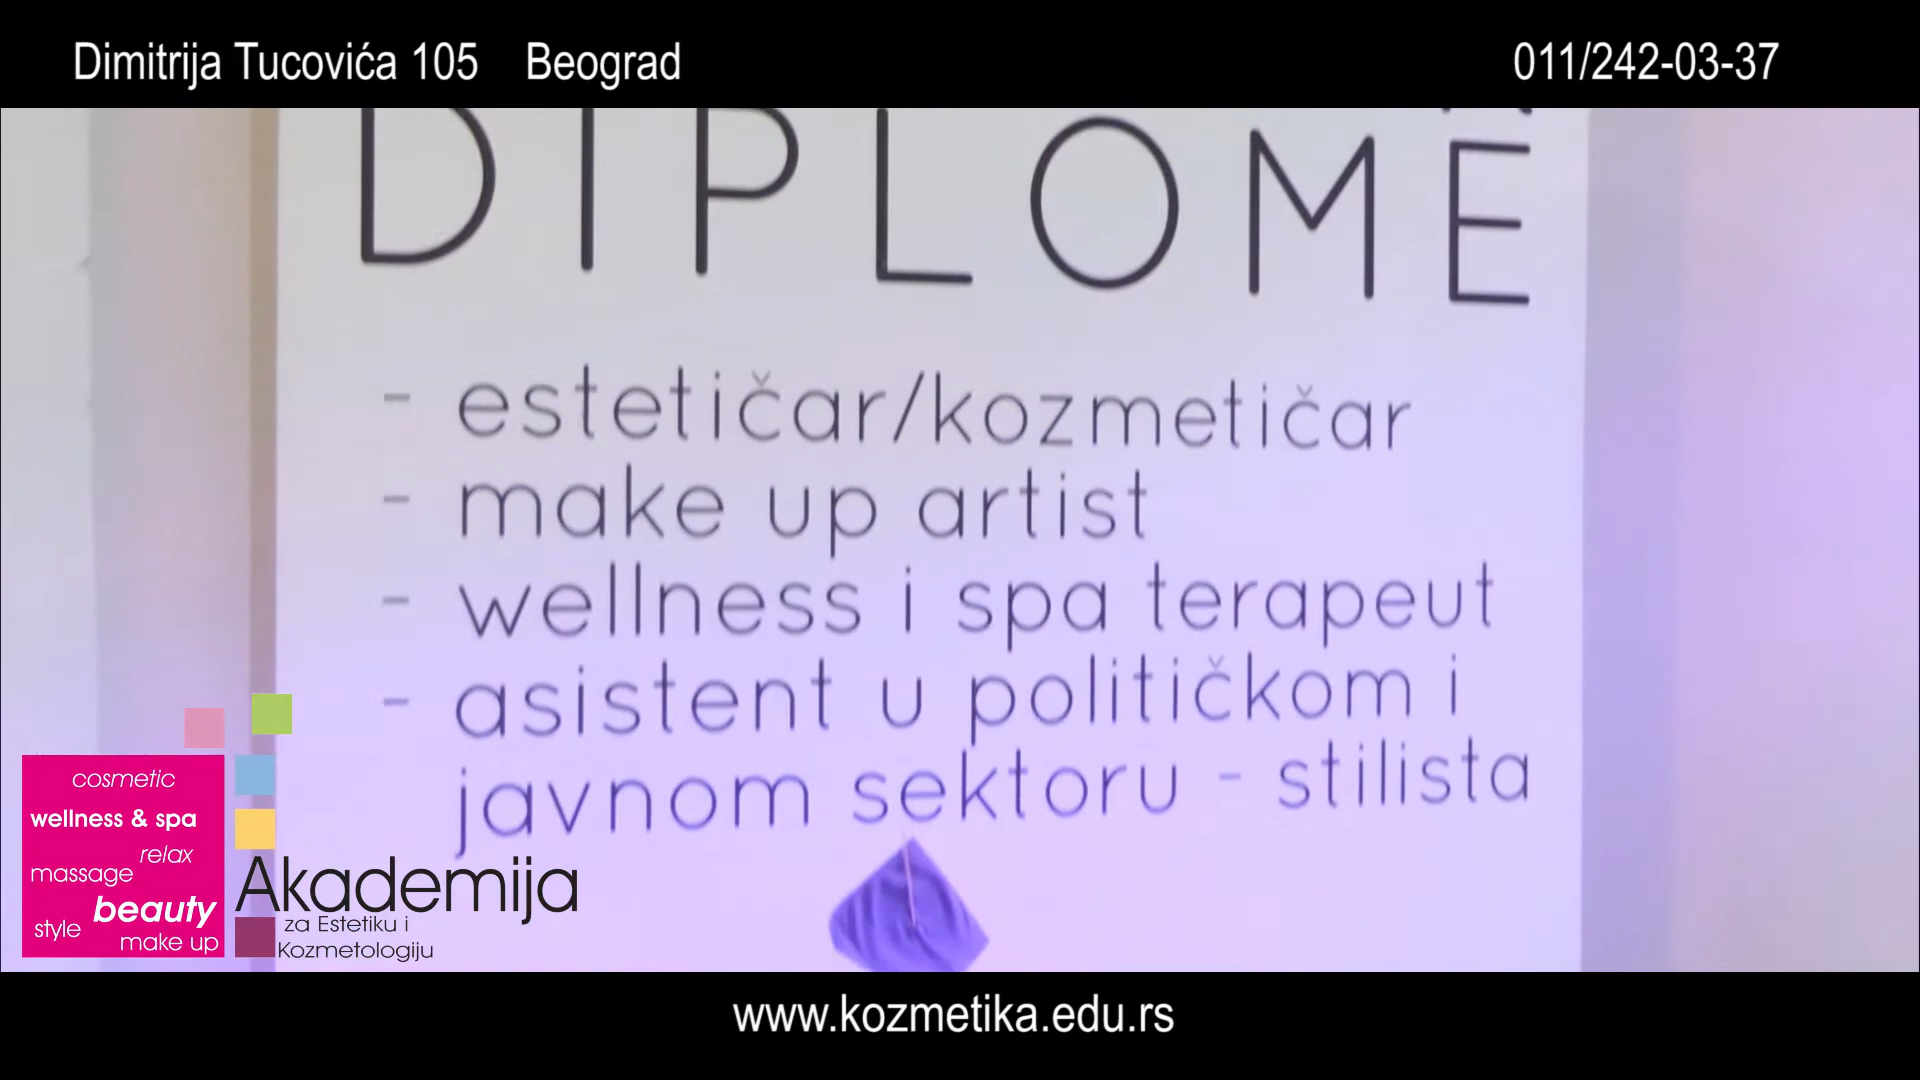 Dimitrija Tucovića 105 Beograd
011/242-03-37
DIPLOME
- estetičar/kozmetičar
- make up artist
- wellness i spa terapeut
- asistent u političkom i
javnom sektoru - stilista
cosmetic
wellness & spa
relax
massage
beauty
style
make up
Akademija
za Estetiku i
Kozmetologiju
www.kozmetika.edu.rs